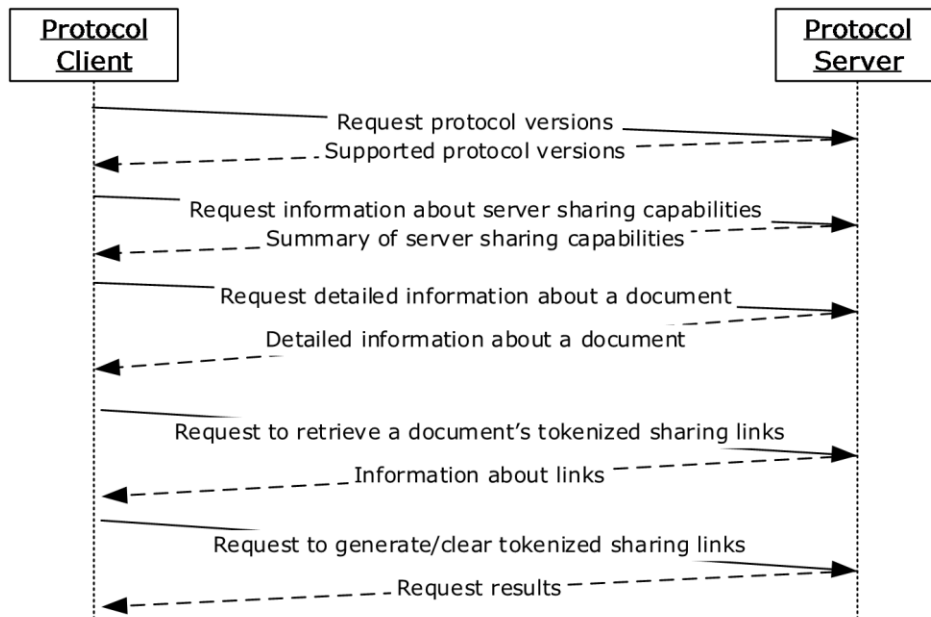 Protocol
Client
Protocol
Server
Request protocol versions
Supported protocol versions
Request information about server sharing capabilities
Summary of server sharing capabilities
Request detailed information about a document
Detailed information about a document
Request to retrieve a document’s tokenized sharing links
Information about links
Request to generate/clear tokenized sharing links
Request results